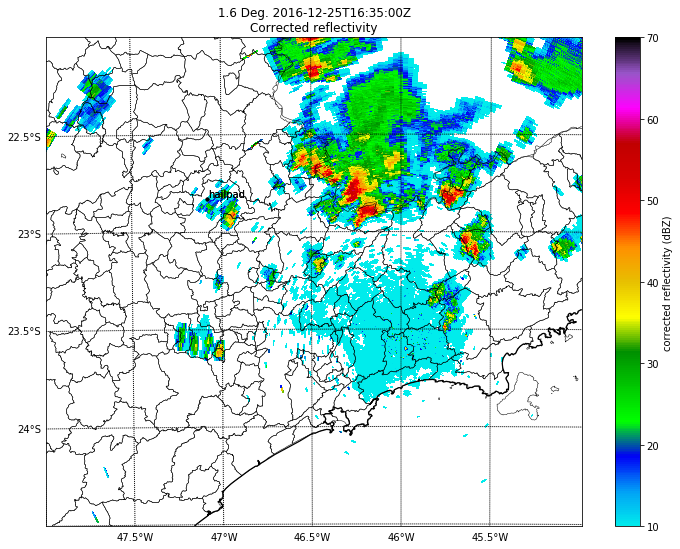 1.6 Deg. 2016-12-25T16:35:00Z
Corrected reflectivity
22.5°S
23°S
23.5°S
24°S
hailpad
47.5°W
47°W
46.5°W
46°W
45.5°W
70
60
50
40
30
20
10
corrected reflectivity (dBZ)